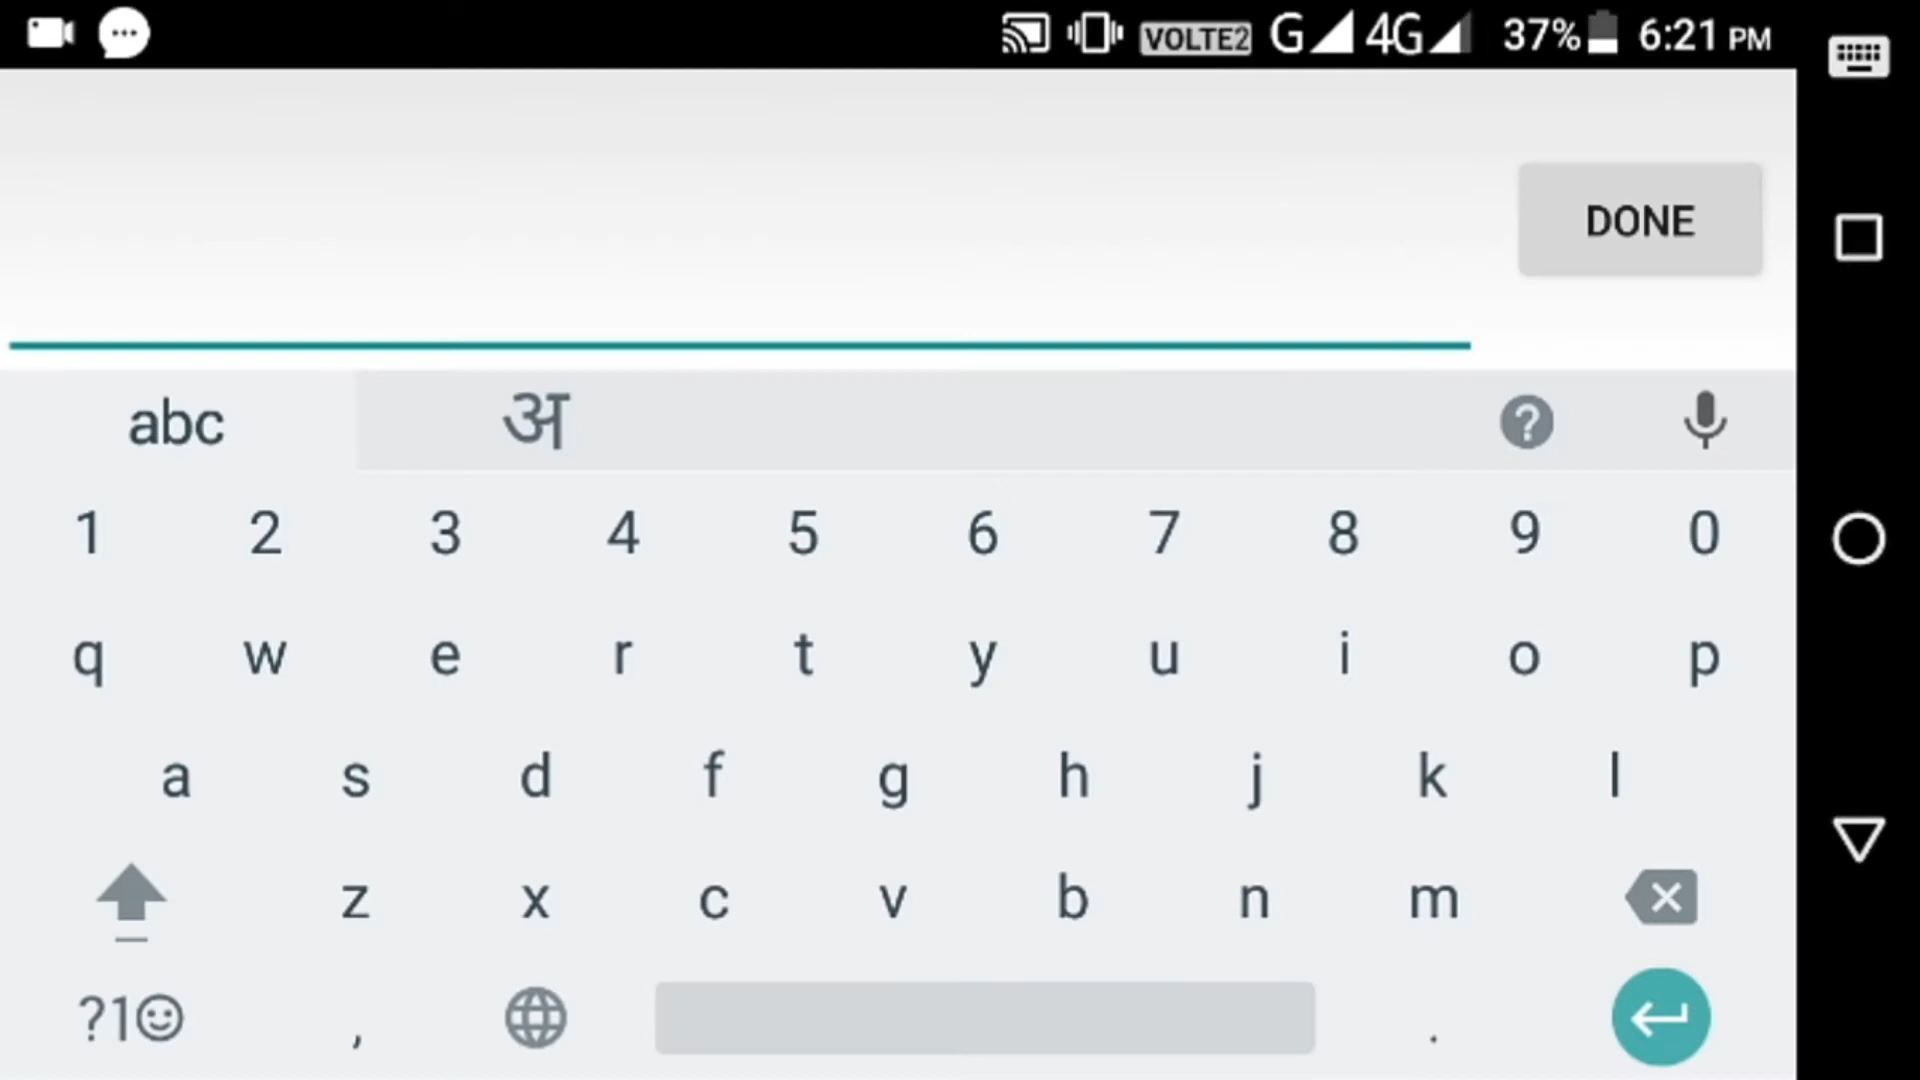 VOLTE2 G 4G 37% 6:21 PM
DONE
abc अ ?
1 2 3 4 5 6 7 8 9 0
q w e r t y u i o p
a s d f g h j k l
z x c v b n m
?1☺ , .